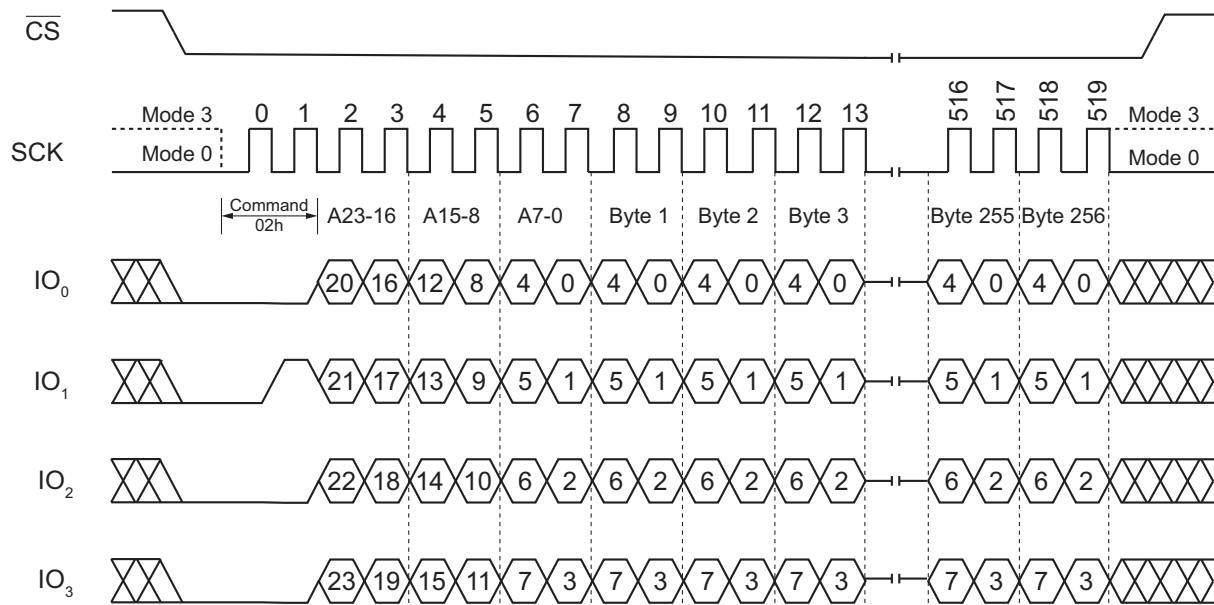 CS
0 1 2 3 4 5 6 7 8 9 10 11 12 13 516 517 518 519
Mode 3 Mode 3
SCK Mode 0 Mode 0
Command
02h
A23-16 A15-8 A7-0 Byte 1 Byte 2 Byte 3 Byte 255 Byte 256
IO0 20 16 12 8 4 0 4 0 4 0 4 0 4 0 4 0
IO1 21 17 13 9 5 1 5 1 5 1 5 1 5 1 5 1
IO2 22 18 14 10 6 2 6 2 6 2 6 2 6 2 6 2
IO3 23 19 15 11 7 3 7 3 7 3 7 3 7 3 7 3